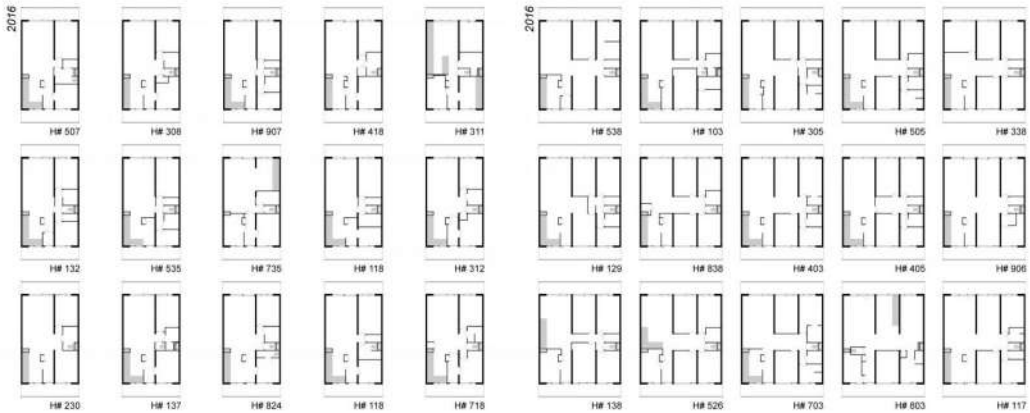 2016
2016
H# 507 H# 308 H# 907 H# 418 H# 311 H# 538 H# 103 H# 305 H# 505 H# 338
H# 132 H# 535 H# 735 H# 118 H# 312 H# 129 H# 838 H# 403 H# 405 H# 906
H# 230 H# 137 H# 824 H# 118 H# 718 H# 138 H# 526 H# 703 H# 803 H# 117